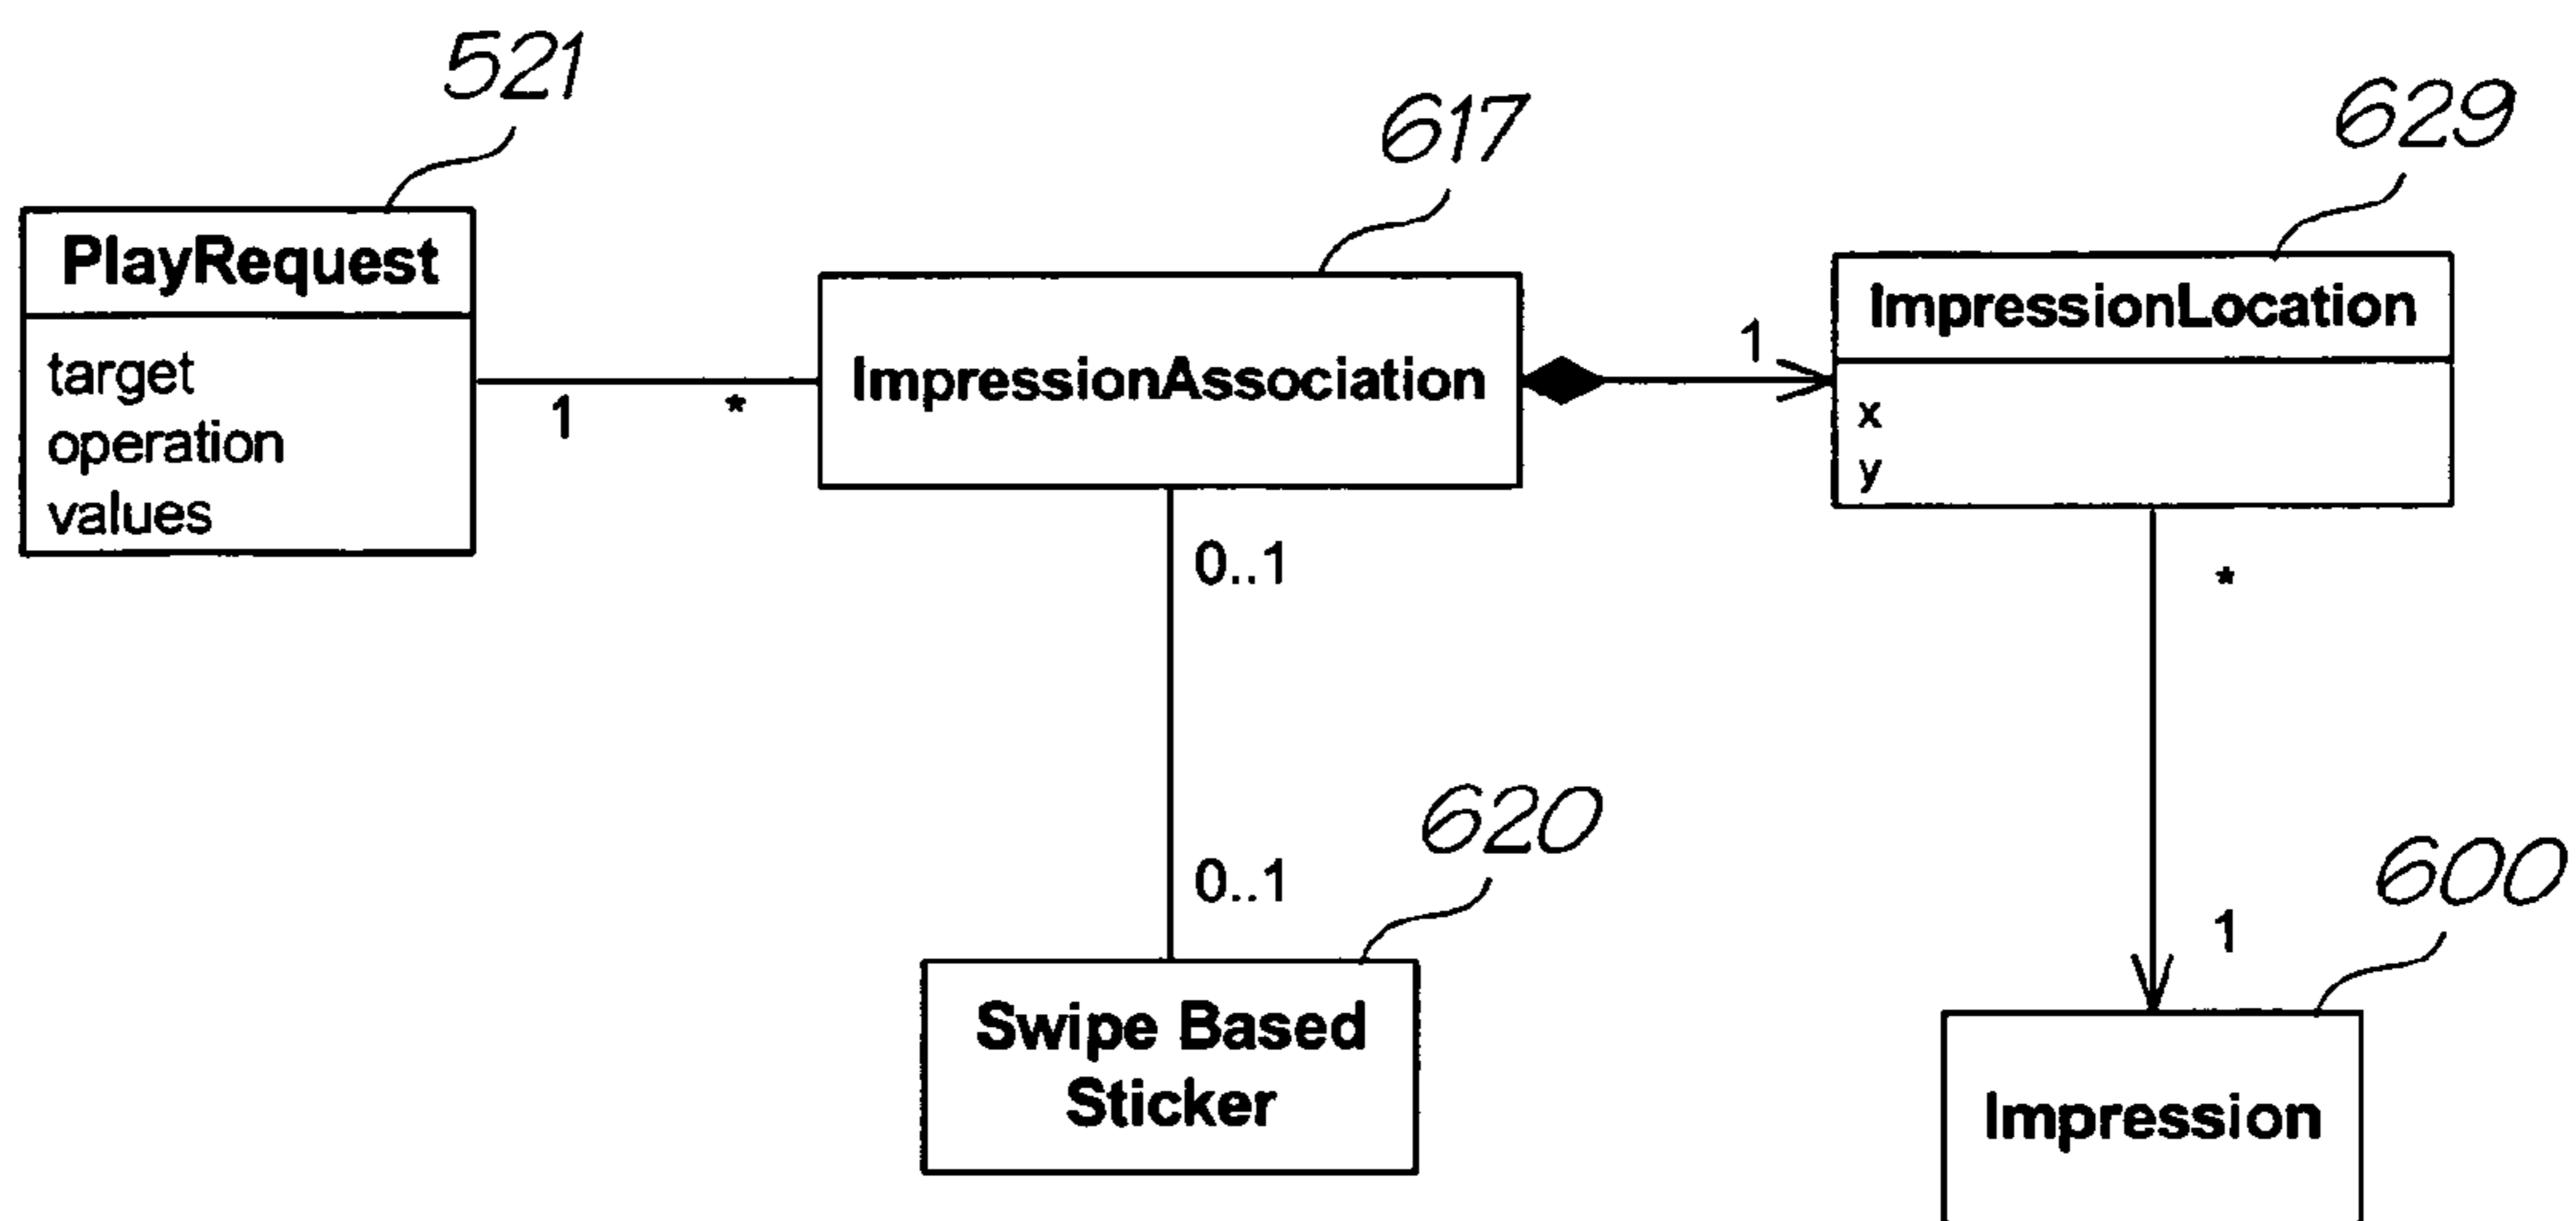 521
617
629
PlayRequest
target
operation
values
1
*
ImpressionAssociation
1
ImpressionLocation
x
y
0..1
*
0..1
620
1
600
Swipe Based
Sticker
Impression